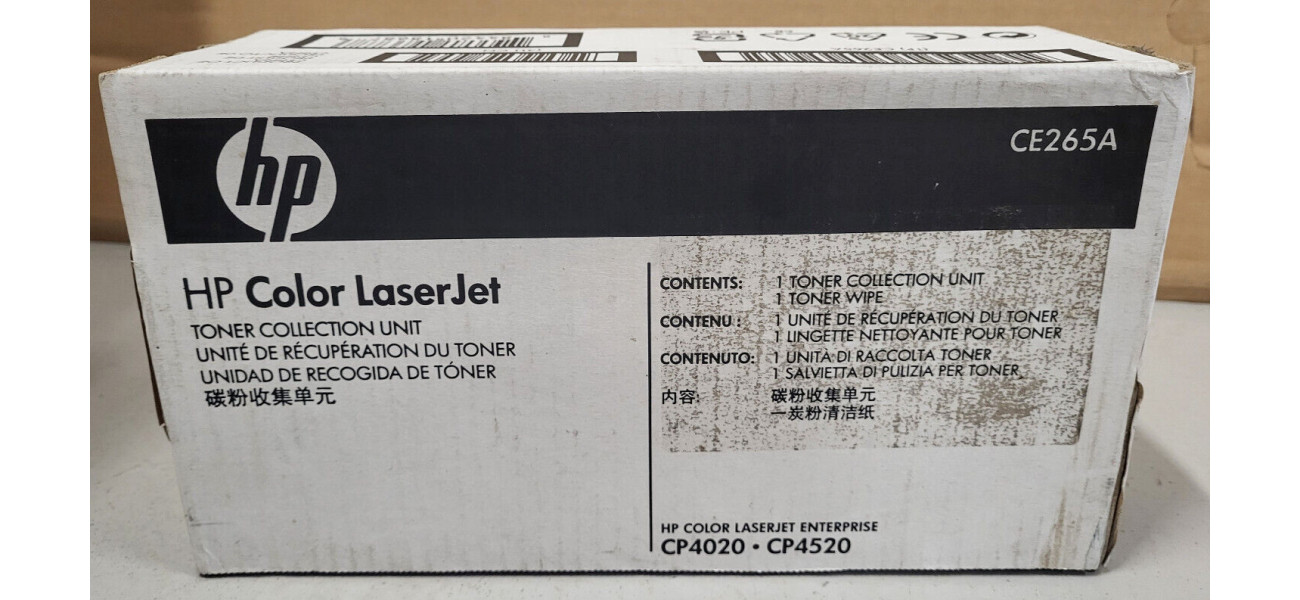 hp
CE265A
HP Color LaserJet
TONER COLLECTION UNIT
UNITÉ DE RÉCUPÉRATION DU TONER
UNIDAD DE RECOGIDA DE TÓNER
碳粉收集单元
CONTENTS: 1 TONER COLLECTION UNIT
1 TONER WIPE
CONTENU : 1 UNITÉ DE RÉCUPÉRATION DU TONER
1 LINGETTE NETTOYANTE POUR TONER
CONTENUTO: 1 UNITÀ DI RACCOLTA TONER
1 SALVIETTA DI PULIZIA PER TONER
内容: 碳粉收集单元
一炭粉清洁纸
HP COLOR LASERJET ENTERPRISE
CP4020 • CP4520